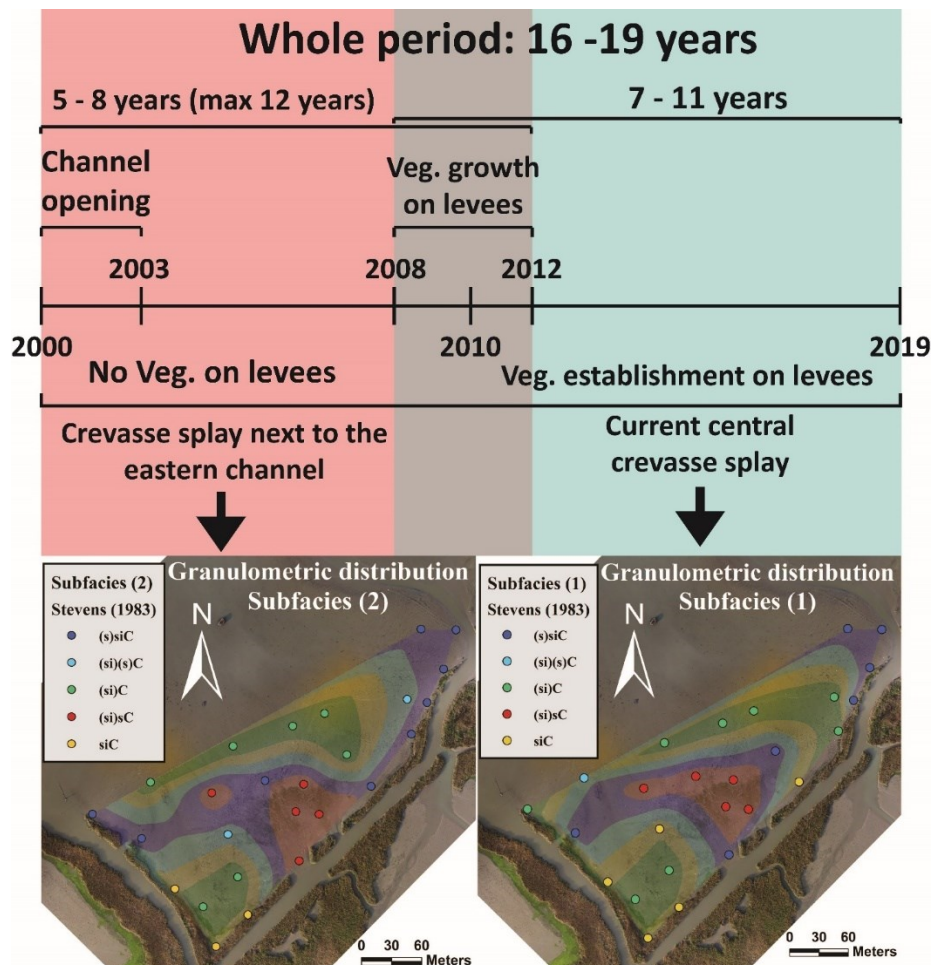 Whole period: 16 -19 years
5 - 8 years (max 12 years)
7 - 11 years
Channel
opening
Veg. growth
on levees
2003
2008
2012
2000
2010
2019
No Veg. on levees
Veg. establishment on levees
Crevasse splay next to the
eastern channel
Current central
crevasse splay
Subfacies (2)
Stevens (1983)
(s)siC
(si)(s)C
(si)C
(si)sC
siC
Granulometric distribution
Subfacies (2)
N
0 30 60
Meters
Subfacies (1)
Stevens (1983)
(s)siC
(si)(s)C
(si)C
(si)sC
siC
Granulometric distribution
Subfacies (1)
N
0 30 60
Meters